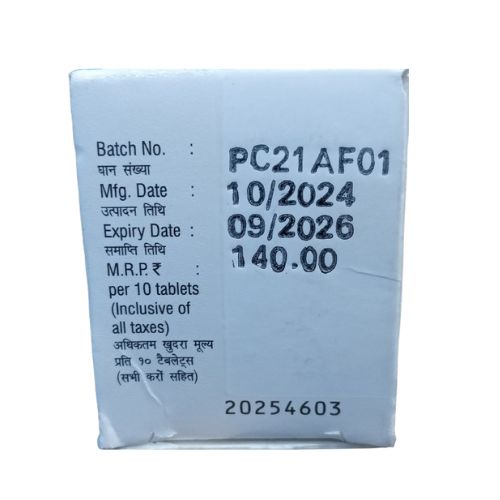 Batch No. : PC21AF01
घान संख्या
Mfg. Date : 10/2024
उत्पादन तिथि
Expiry Date : 09/2026
समाप्ति तिथि
M.R.P. ₹ : 140.00
per 10 tablets
(Inclusive of
all taxes)
अधिकतम खुदरा मूल्य
प्रति १० टैबलेट्स
(सभी करों सहित)
20254603